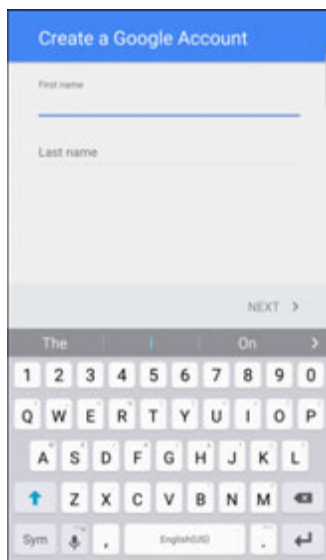 Create a Google Account
First name
Last name
NEXT >
The I On >
1 2 3 4 5 6 7 8 9 0
Q W E R T Y U I O P
A S D F G H J K L
Z X C V B N M
Sym , English(US) .